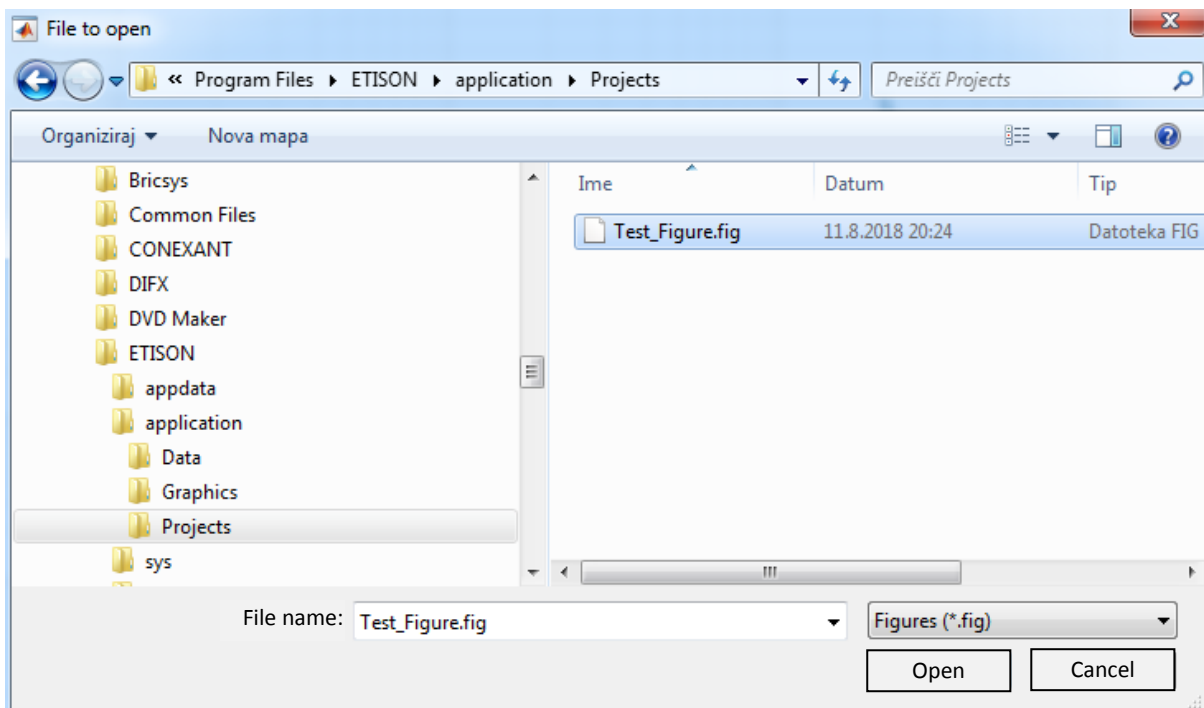 File to open
« Program Files ▸ ETISON ▸ application ▸ Projects
Preišči Projects
Organiziraj Nova mapa
Bricsys
Common Files
CONEXANT
DIFX
DVD Maker
ETISON
appdata
application
Data
Graphics
Projects
sys
Ime Datum Tip
Test_Figure.fig 11.8.2018 20:24 Datoteka FIG
File name: Test_Figure.fig Figures (*.fig)
Open Cancel